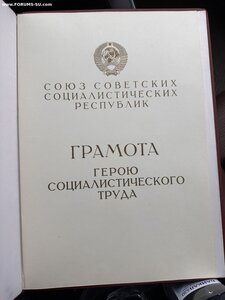 www.FORUMS-SU.com
СОЮЗ СОВЕТСКИХ
СОЦИАЛИСТИЧЕСКИХ
РЕСПУБЛИК
ГРАМОТА
ГЕРОЮ
СОЦИАЛИСТИЧЕСКОГО
ТРУДА